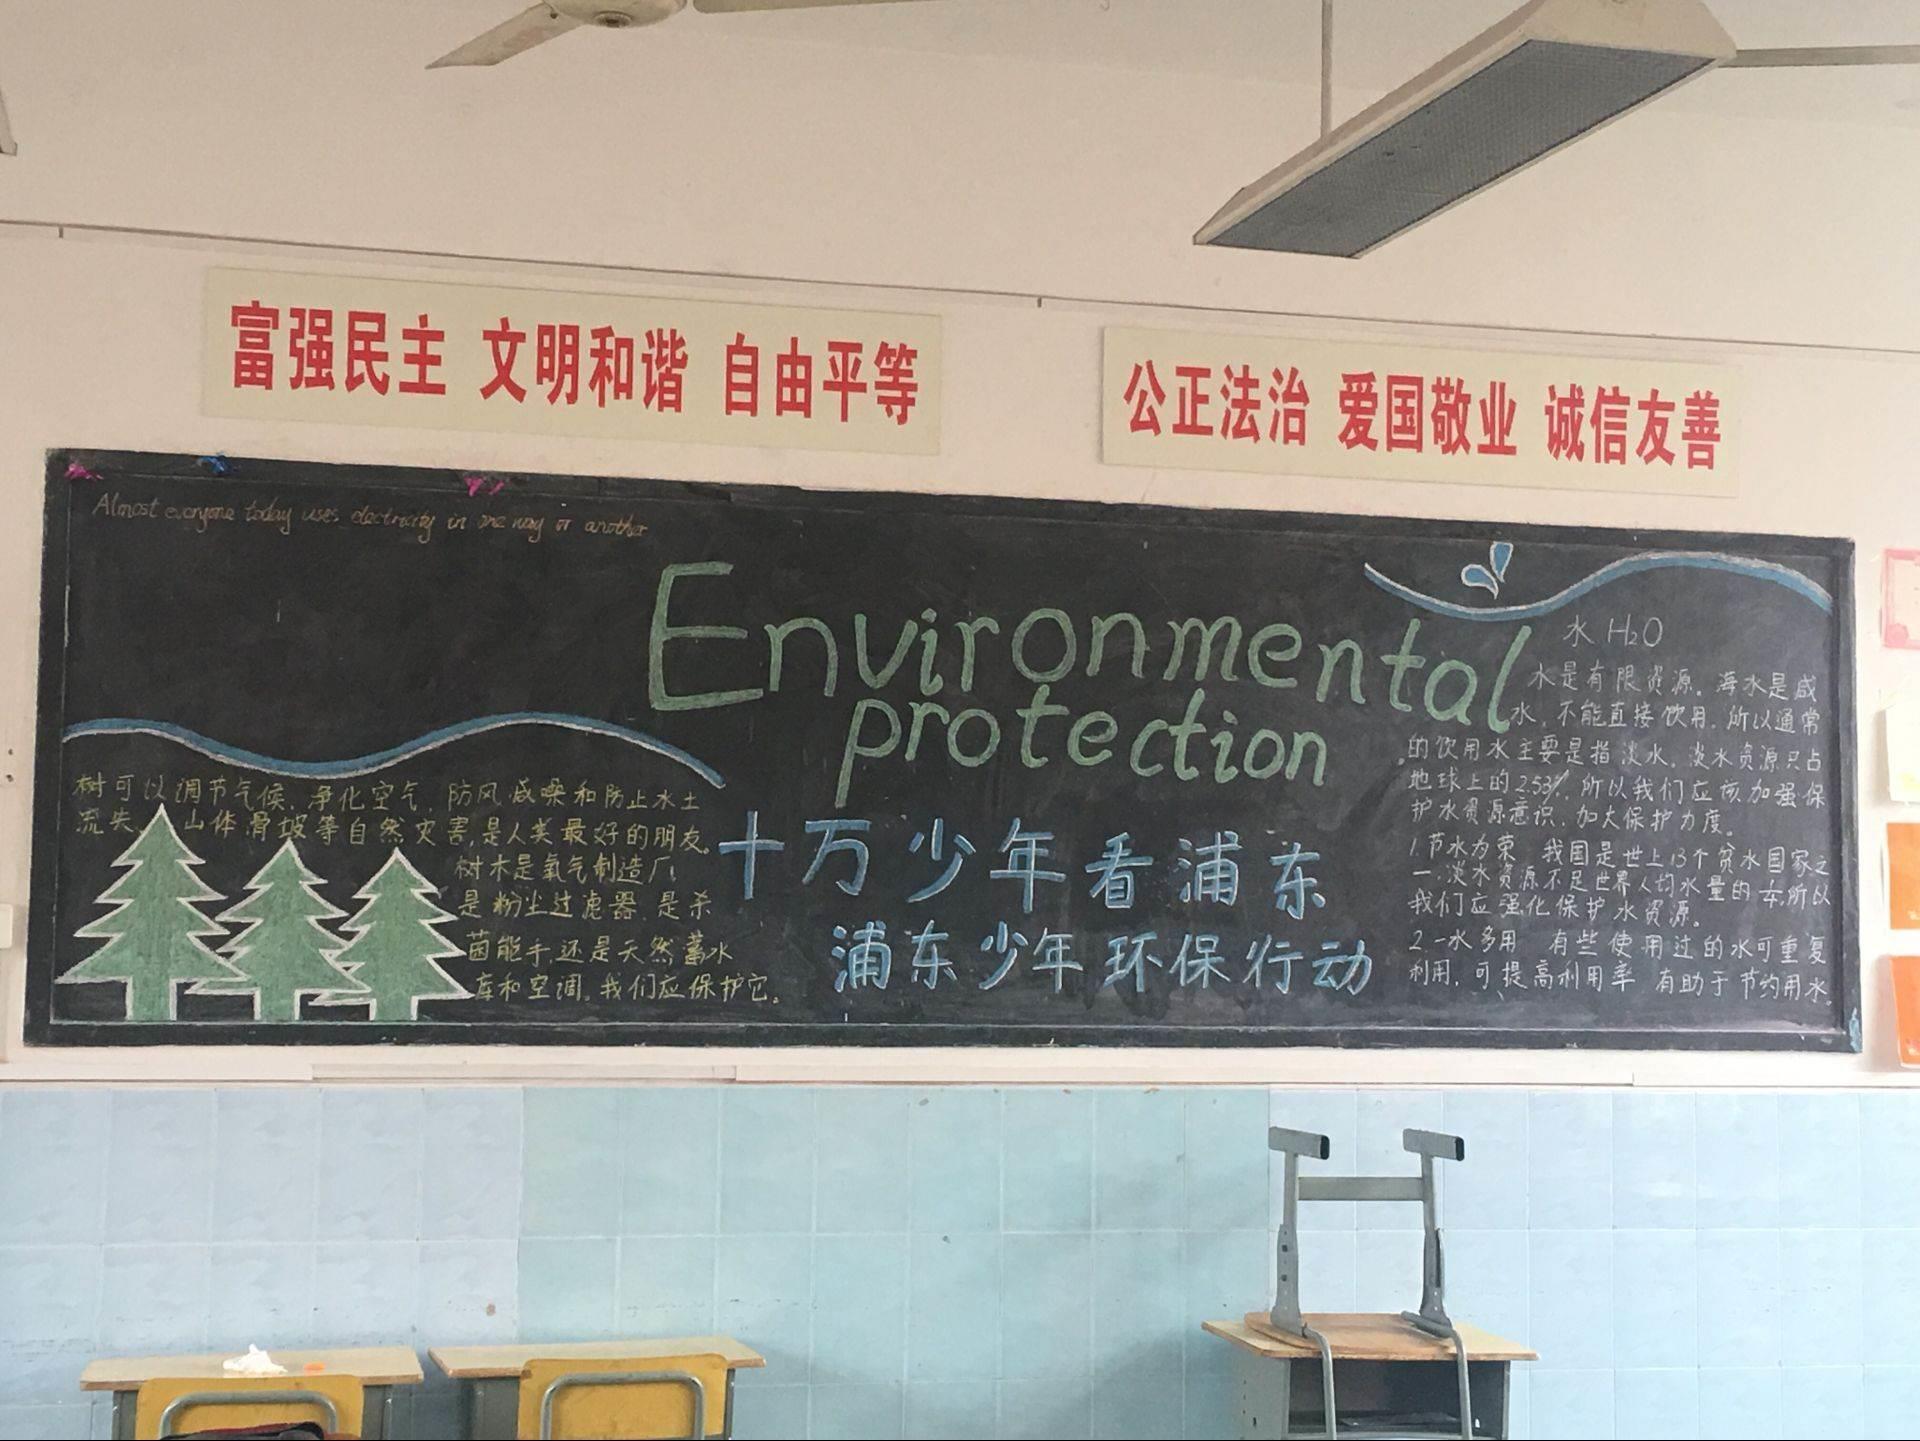 富强民主 文明和谐 自由平等
公正法治 爱国敬业 诚信友善
Almost everyone today uses electricity in one way or another
Environmental
protection
十万少年看浦东
浦东少年环保行动
树可以调节气候，净化空气，防风减噪和防止水土
流失、山体滑坡等自然灾害，是人类最好的朋友。
树木是氧气制造厂，
是粉尘过滤器，是杀
菌能手，还是天然蓄水
库和空调。我们应保护它。
水 H₂O
水是有限资源。海水是咸
水，不能直接饮用，所以通常
的饮用水主要是指淡水，淡水资源只占
地球上的2.53%，所以我们应该加强保
护水资源意识，加大保护力度。
1.节水为荣 我国是世上13个贫水国家之
一，淡水资源不足世界人均水量的¼，所以
我们应强化保护水资源。
2.一水多用 有些使用过的水可重复
利用，可提高利用率 有助于节约用水。